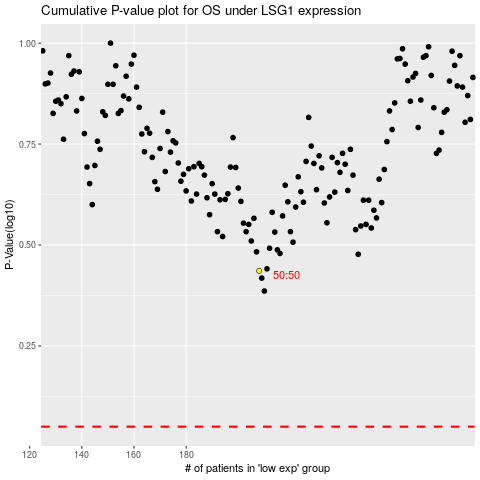 Cumulative P-value plot for OS under LSG1 expression
1.00
0.75
0.50
0.25
P-Value(log10)
50:50
120 140 160 180
# of patients in 'low exp' group